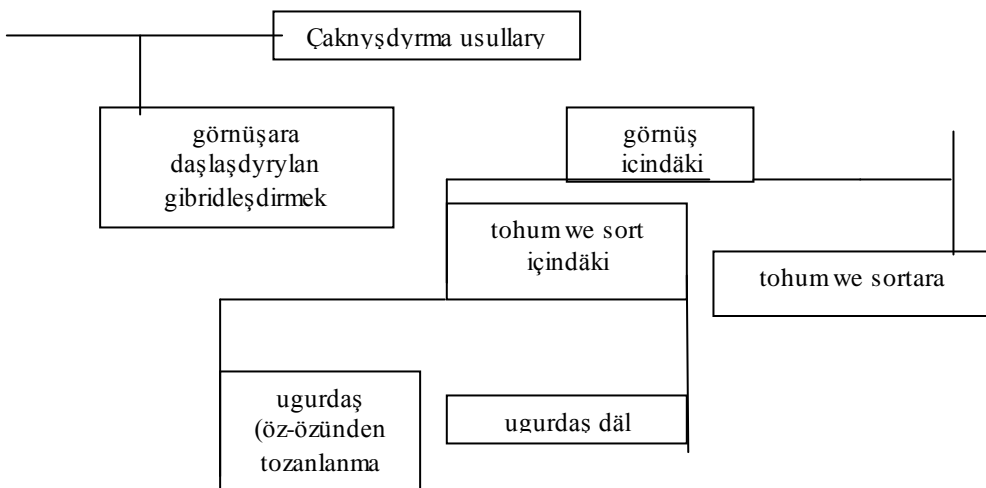 Çaknyşdyrma usullary
görnüşara
daşlaşdyrylan
gibridleşdirmek
görnüş
içindäki
tohum we sort
içindäki
tohum we sortara
ugurdaş
(öz-özünden
tozanlanma
ugurdaş däl